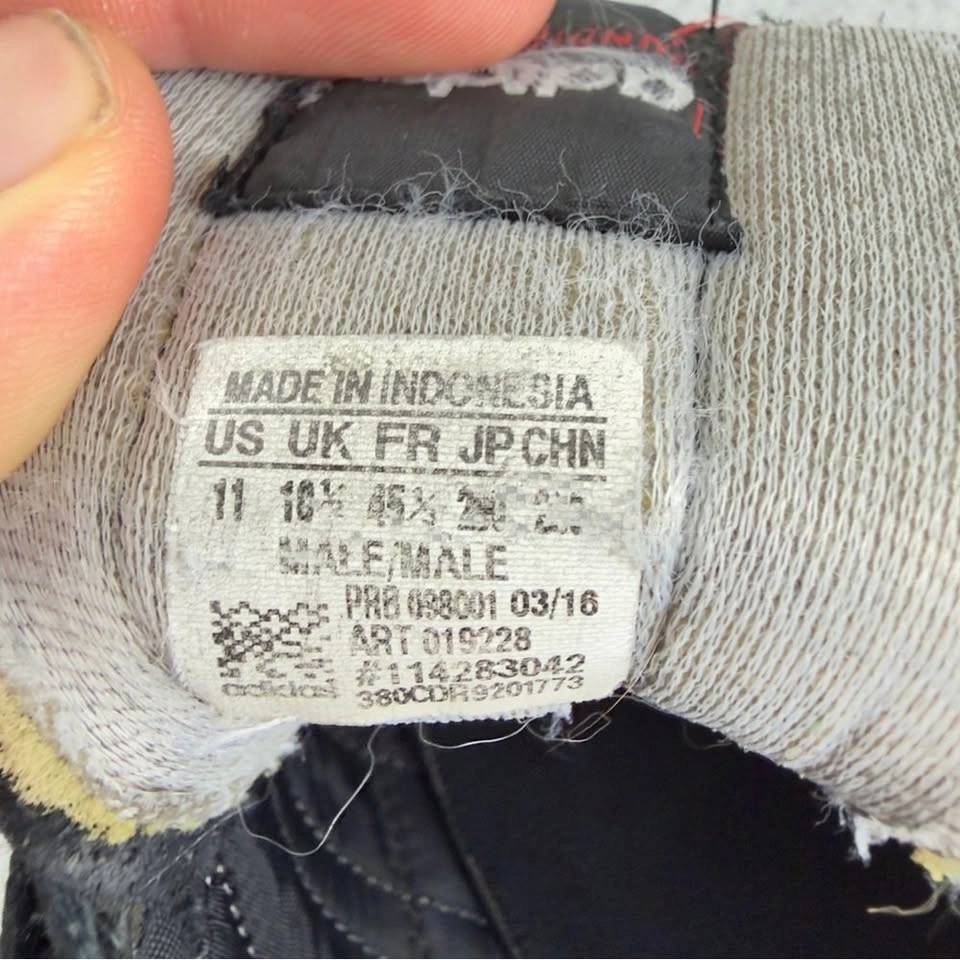 MADE IN INDONESIA
US UK FR JP CHN
11 10½ 45⅓
MALE/MALE
PRB 098001 03/16
ART 019228
#114283042
adidas 380CDR9201773